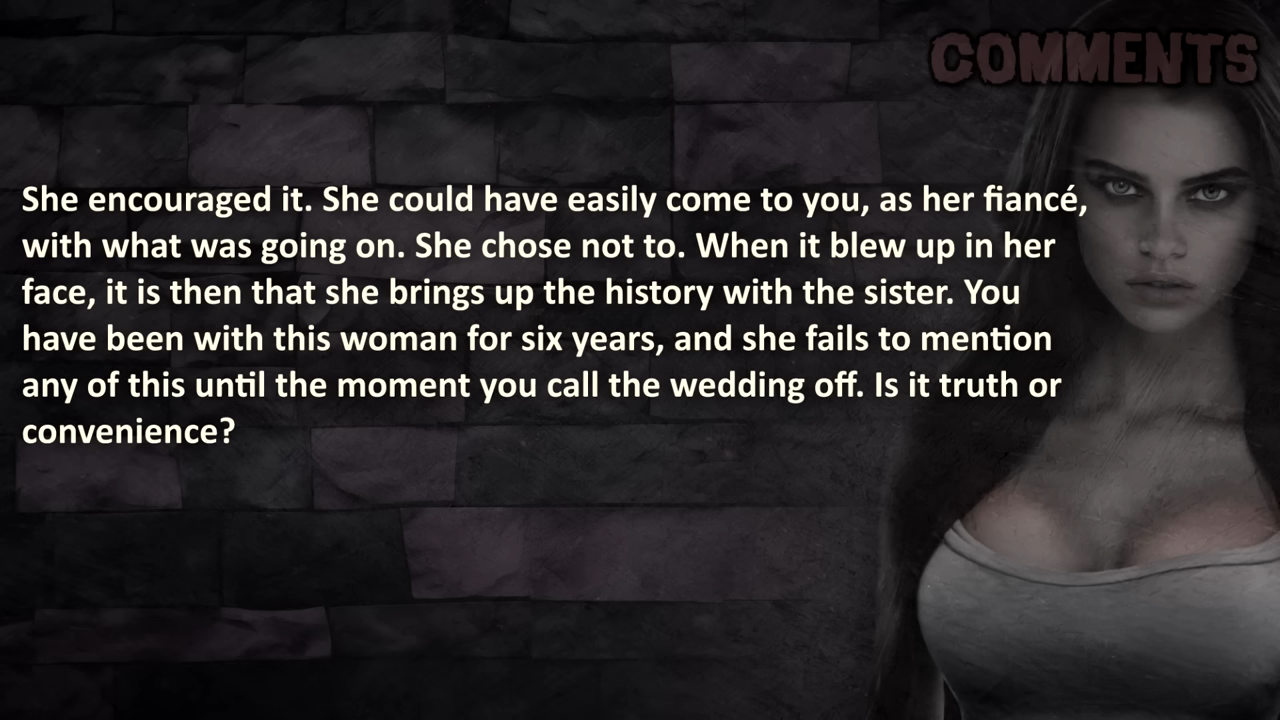 COMMENTS
She encouraged it. She could have easily come to you, as her fiancé,
with what was going on. She chose not to. When it blew up in her
face, it is then that she brings up the history with the sister. You
have been with this woman for six years, and she fails to mention
any of this until the moment you call the wedding off. Is it truth or
convenience?